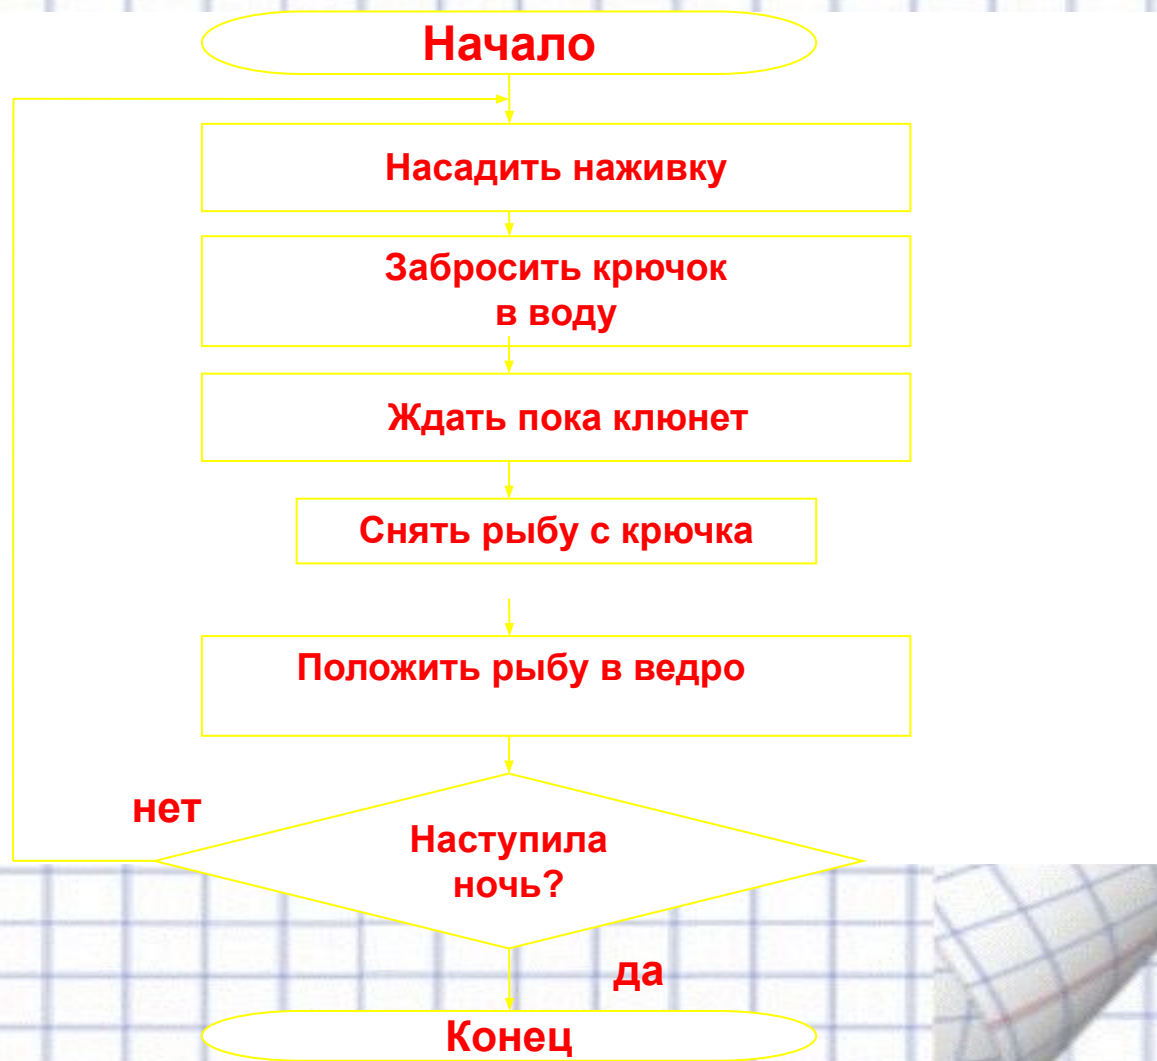 Начало
Насадить наживку
Забросить крючок
в воду
Ждать пока клюнет
Снять рыбу с крючка
Положить рыбу в ведро
нет
Наступила
ночь?
да
Конец